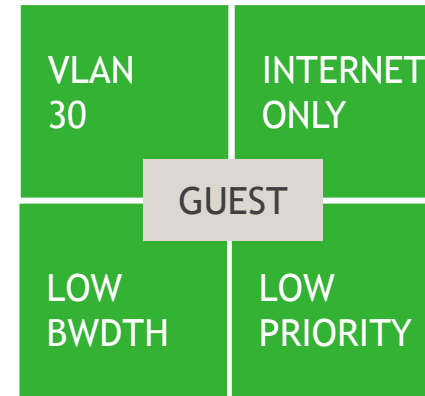 VLAN
30
INTERNET
ONLY
GUEST
LOW
BWDTH
LOW
PRIORITY